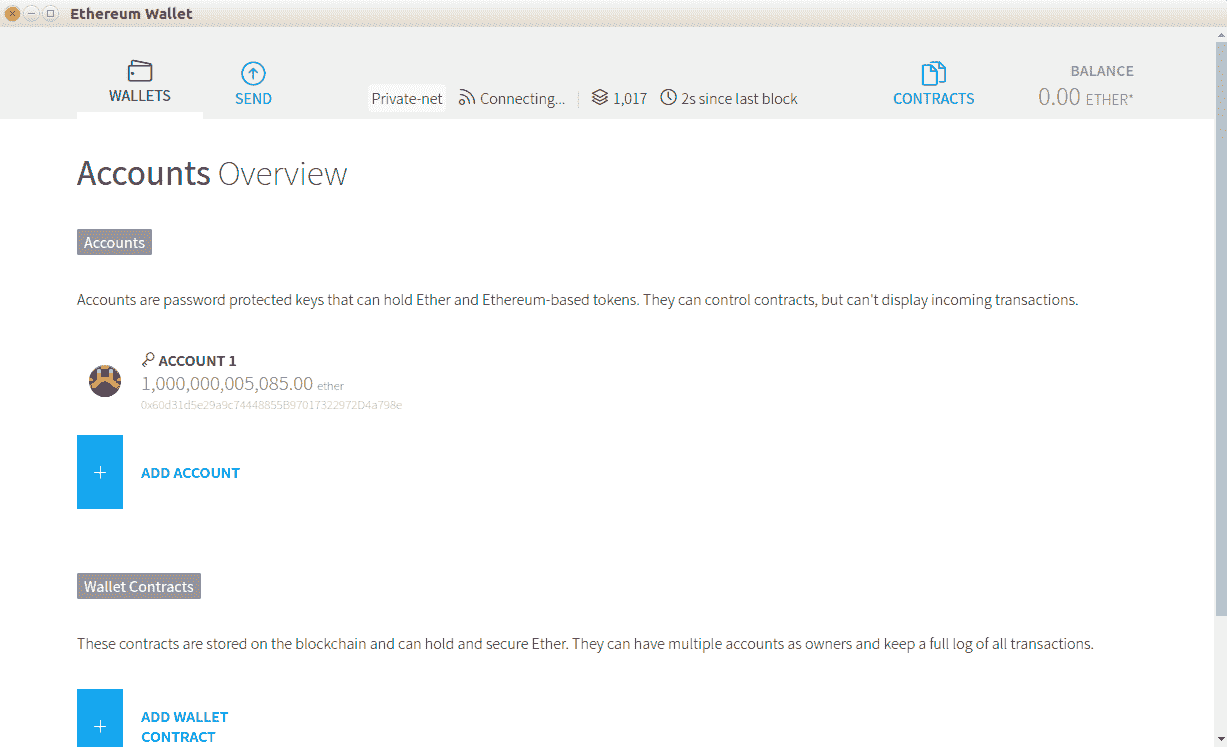 Ethereum Wallet
WALLETS
SEND
Private-net
Connecting...
1,017
2s since last block
CONTRACTS
BALANCE
0.00 ETHER*
Accounts Overview
Accounts
Accounts are password protected keys that can hold Ether and Ethereum-based tokens. They can control contracts, but can't display incoming transactions.
ACCOUNT 1
1,000,000,005,085.00 ether
0x60d31d5e29a9c74448855B97017322972D4a798e
+
ADD ACCOUNT
Wallet Contracts
These contracts are stored on the blockchain and can hold and secure Ether. They can have multiple accounts as owners and keep a full log of all transactions.
+
ADD WALLET
CONTRACT